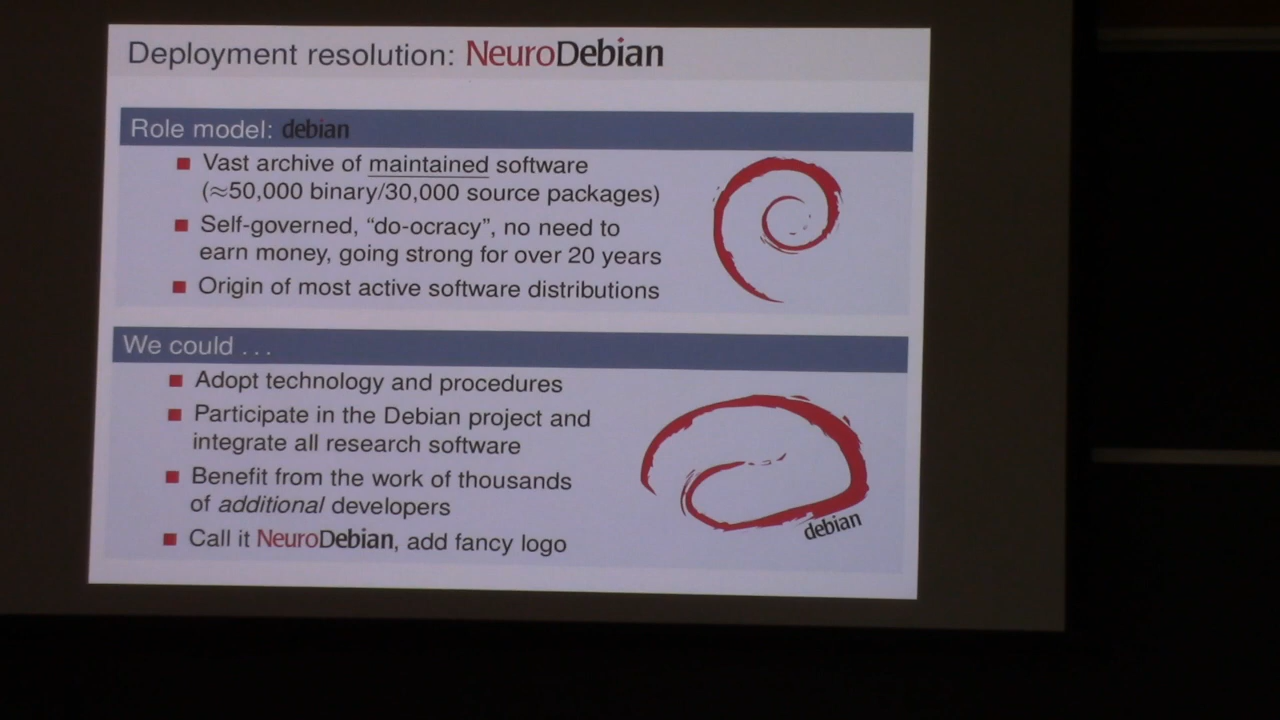 Deployment resolution: NeuroDebian
Role model: debian
Vast archive of maintained software
(≈50,000 binary/30,000 source packages)
Self-governed, “do-ocracy”, no need to
earn money, going strong for over 20 years
Origin of most active software distributions
We could ...
Adopt technology and procedures
Participate in the Debian project and
integrate all research software
Benefit from the work of thousands
of additional developers
Call it NeuroDebian, add fancy logo
debian